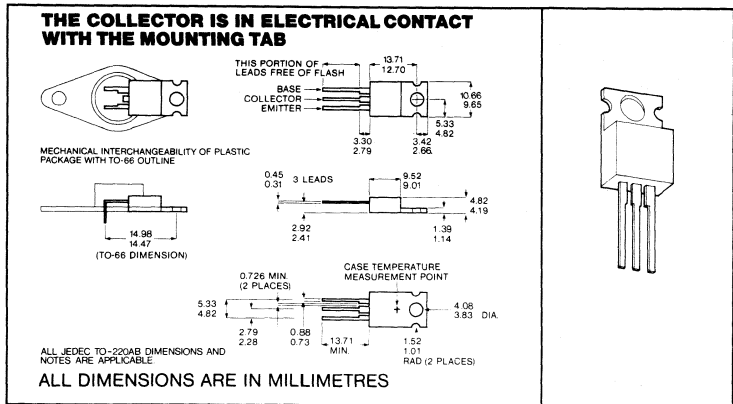 THE COLLECTOR IS IN ELECTRICAL CONTACT
WITH THE MOUNTING TAB
THIS PORTION OF
LEADS FREE OF FLASH
13.71
12.70
BASE
COLLECTOR
EMITTER
10.66
9.65
5.33
4.82
3.30
2.79
3.42
2.66.
MECHANICAL INTERCHANGEABILITY OF PLASTIC
PACKAGE WITH TO-66 OUTLINE
0.45
0.31
3 LEADS
9.52
9.01
4.82
4.19
14.98
14.47
(TO-66 DIMENSION)
2.92
2.41
1.39
1.14
0.726 MIN.
(2 PLACES)
CASE TEMPERATURE
MEASUREMENT POINT
5.33
4.82
4.08
3.83 DIA.
2.79
2.28
0.88
0.73
13.71
MIN.
1.52
1.01
RAD (2 PLACES)
ALL JEDEC TO-220AB DIMENSIONS AND
NOTES ARE APPLICABLE
ALL DIMENSIONS ARE IN MILLIMETRES